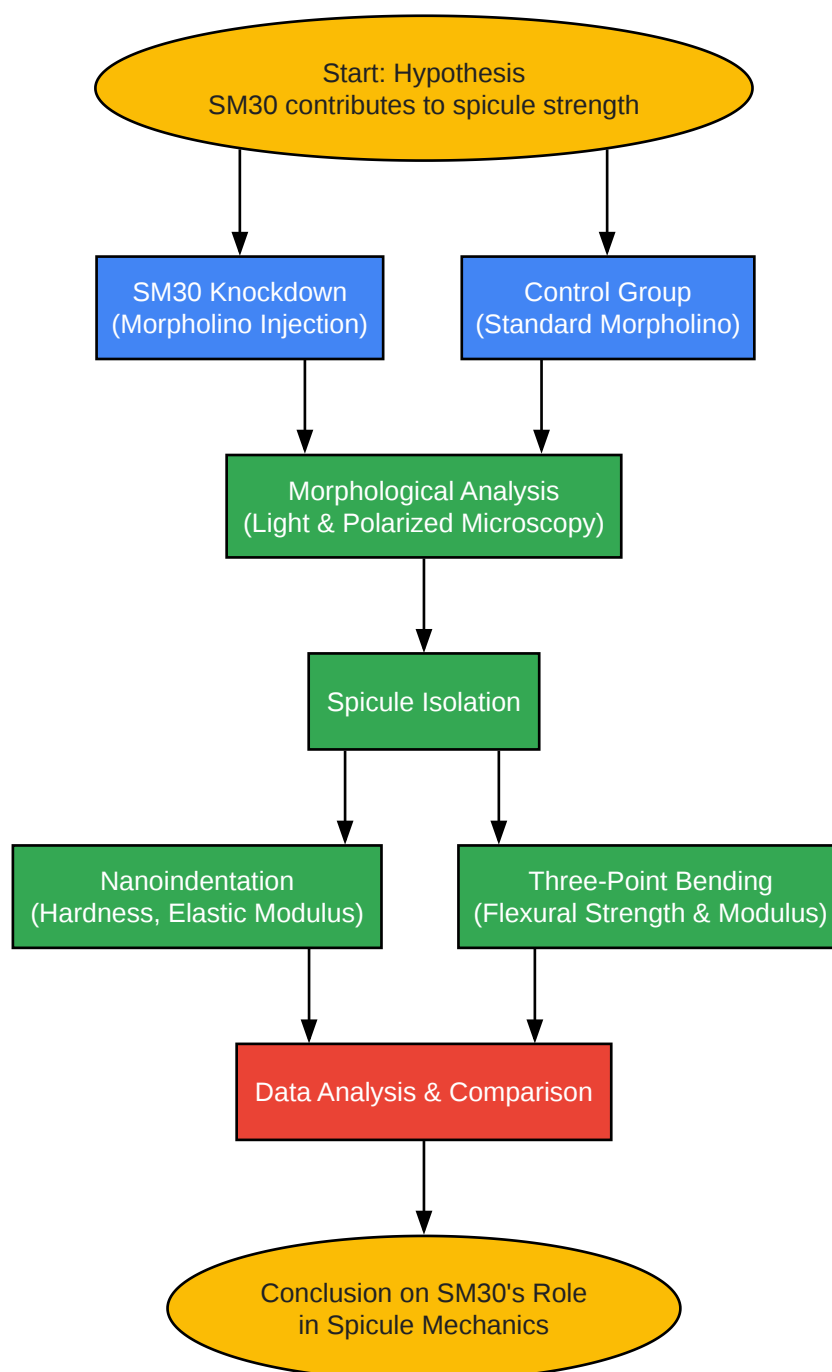 Start: Hypothesis
SM30 contributes to spicule strength
SM30 Knockdown
(Morpholino Injection)
Control Group
(Standard Morpholino)
Morphological Analysis
(Light & Polarized Microscopy)
Spicule Isolation
Nanoindentation
(Hardness, Elastic Modulus)
Three-Point Bending
(Flexural Strength & Modulus)
Data Analysis & Comparison
Conclusion on SM30's Role
in Spicule Mechanics